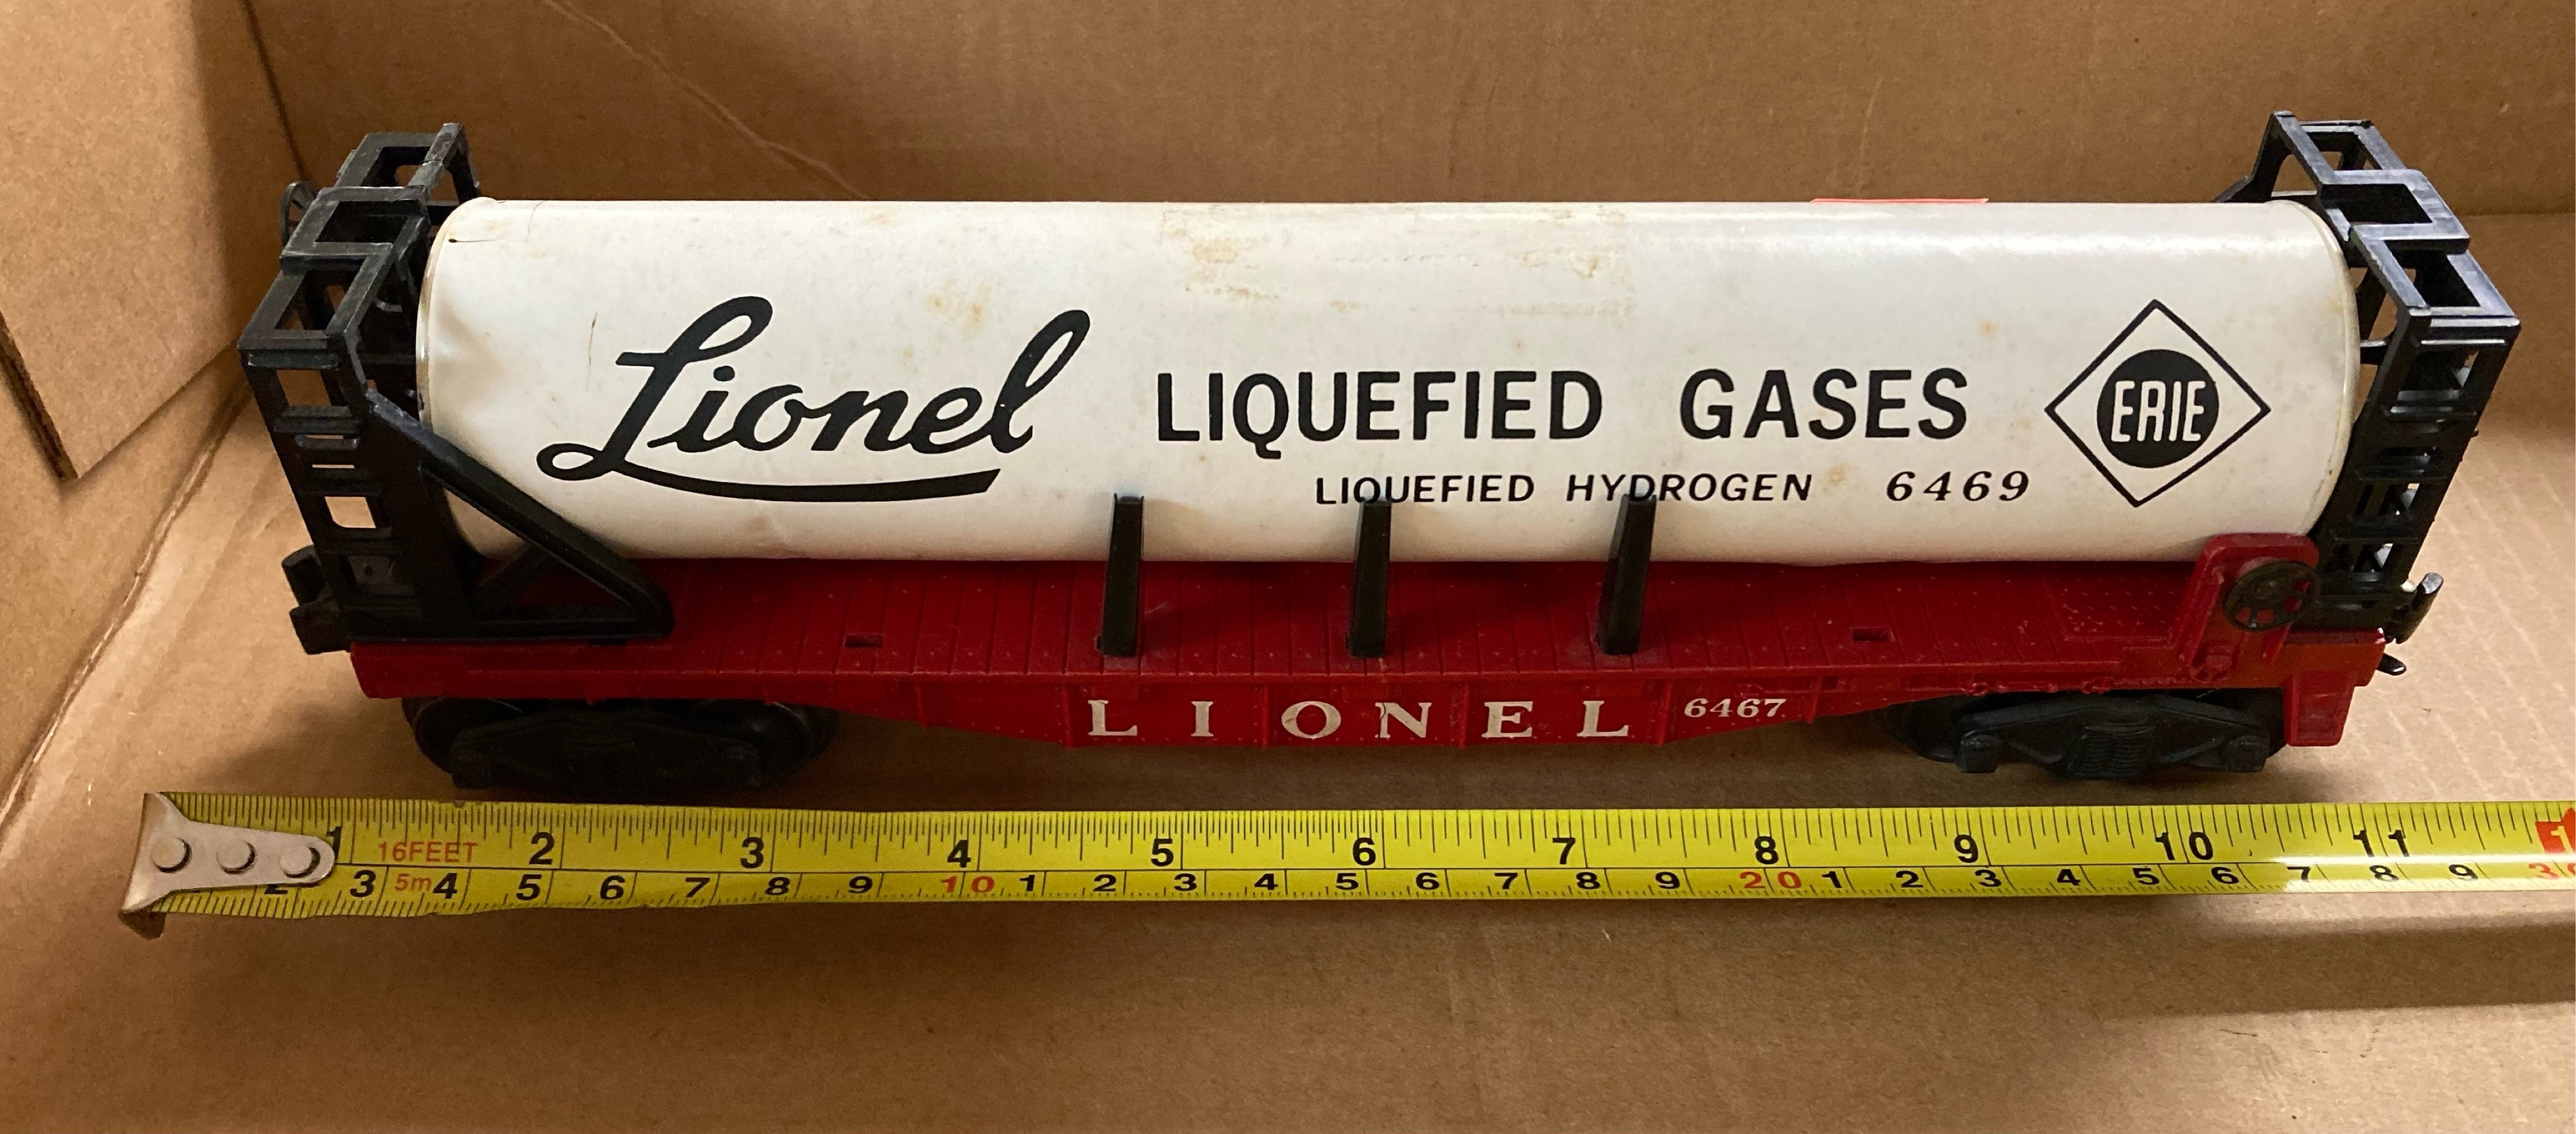 Lionel LIQUEFIED GASES ERIE
LIQUEFIED HYDROGEN 6469
LIONEL 6467
1 16FEET 2 3 4 5 6 7 8 9 10 11
2 3 5m 4 5 6 7 8 9 10 1 2 3 4 5 6 7 8 9 20 1 2 3 4 5 6 7 8 9